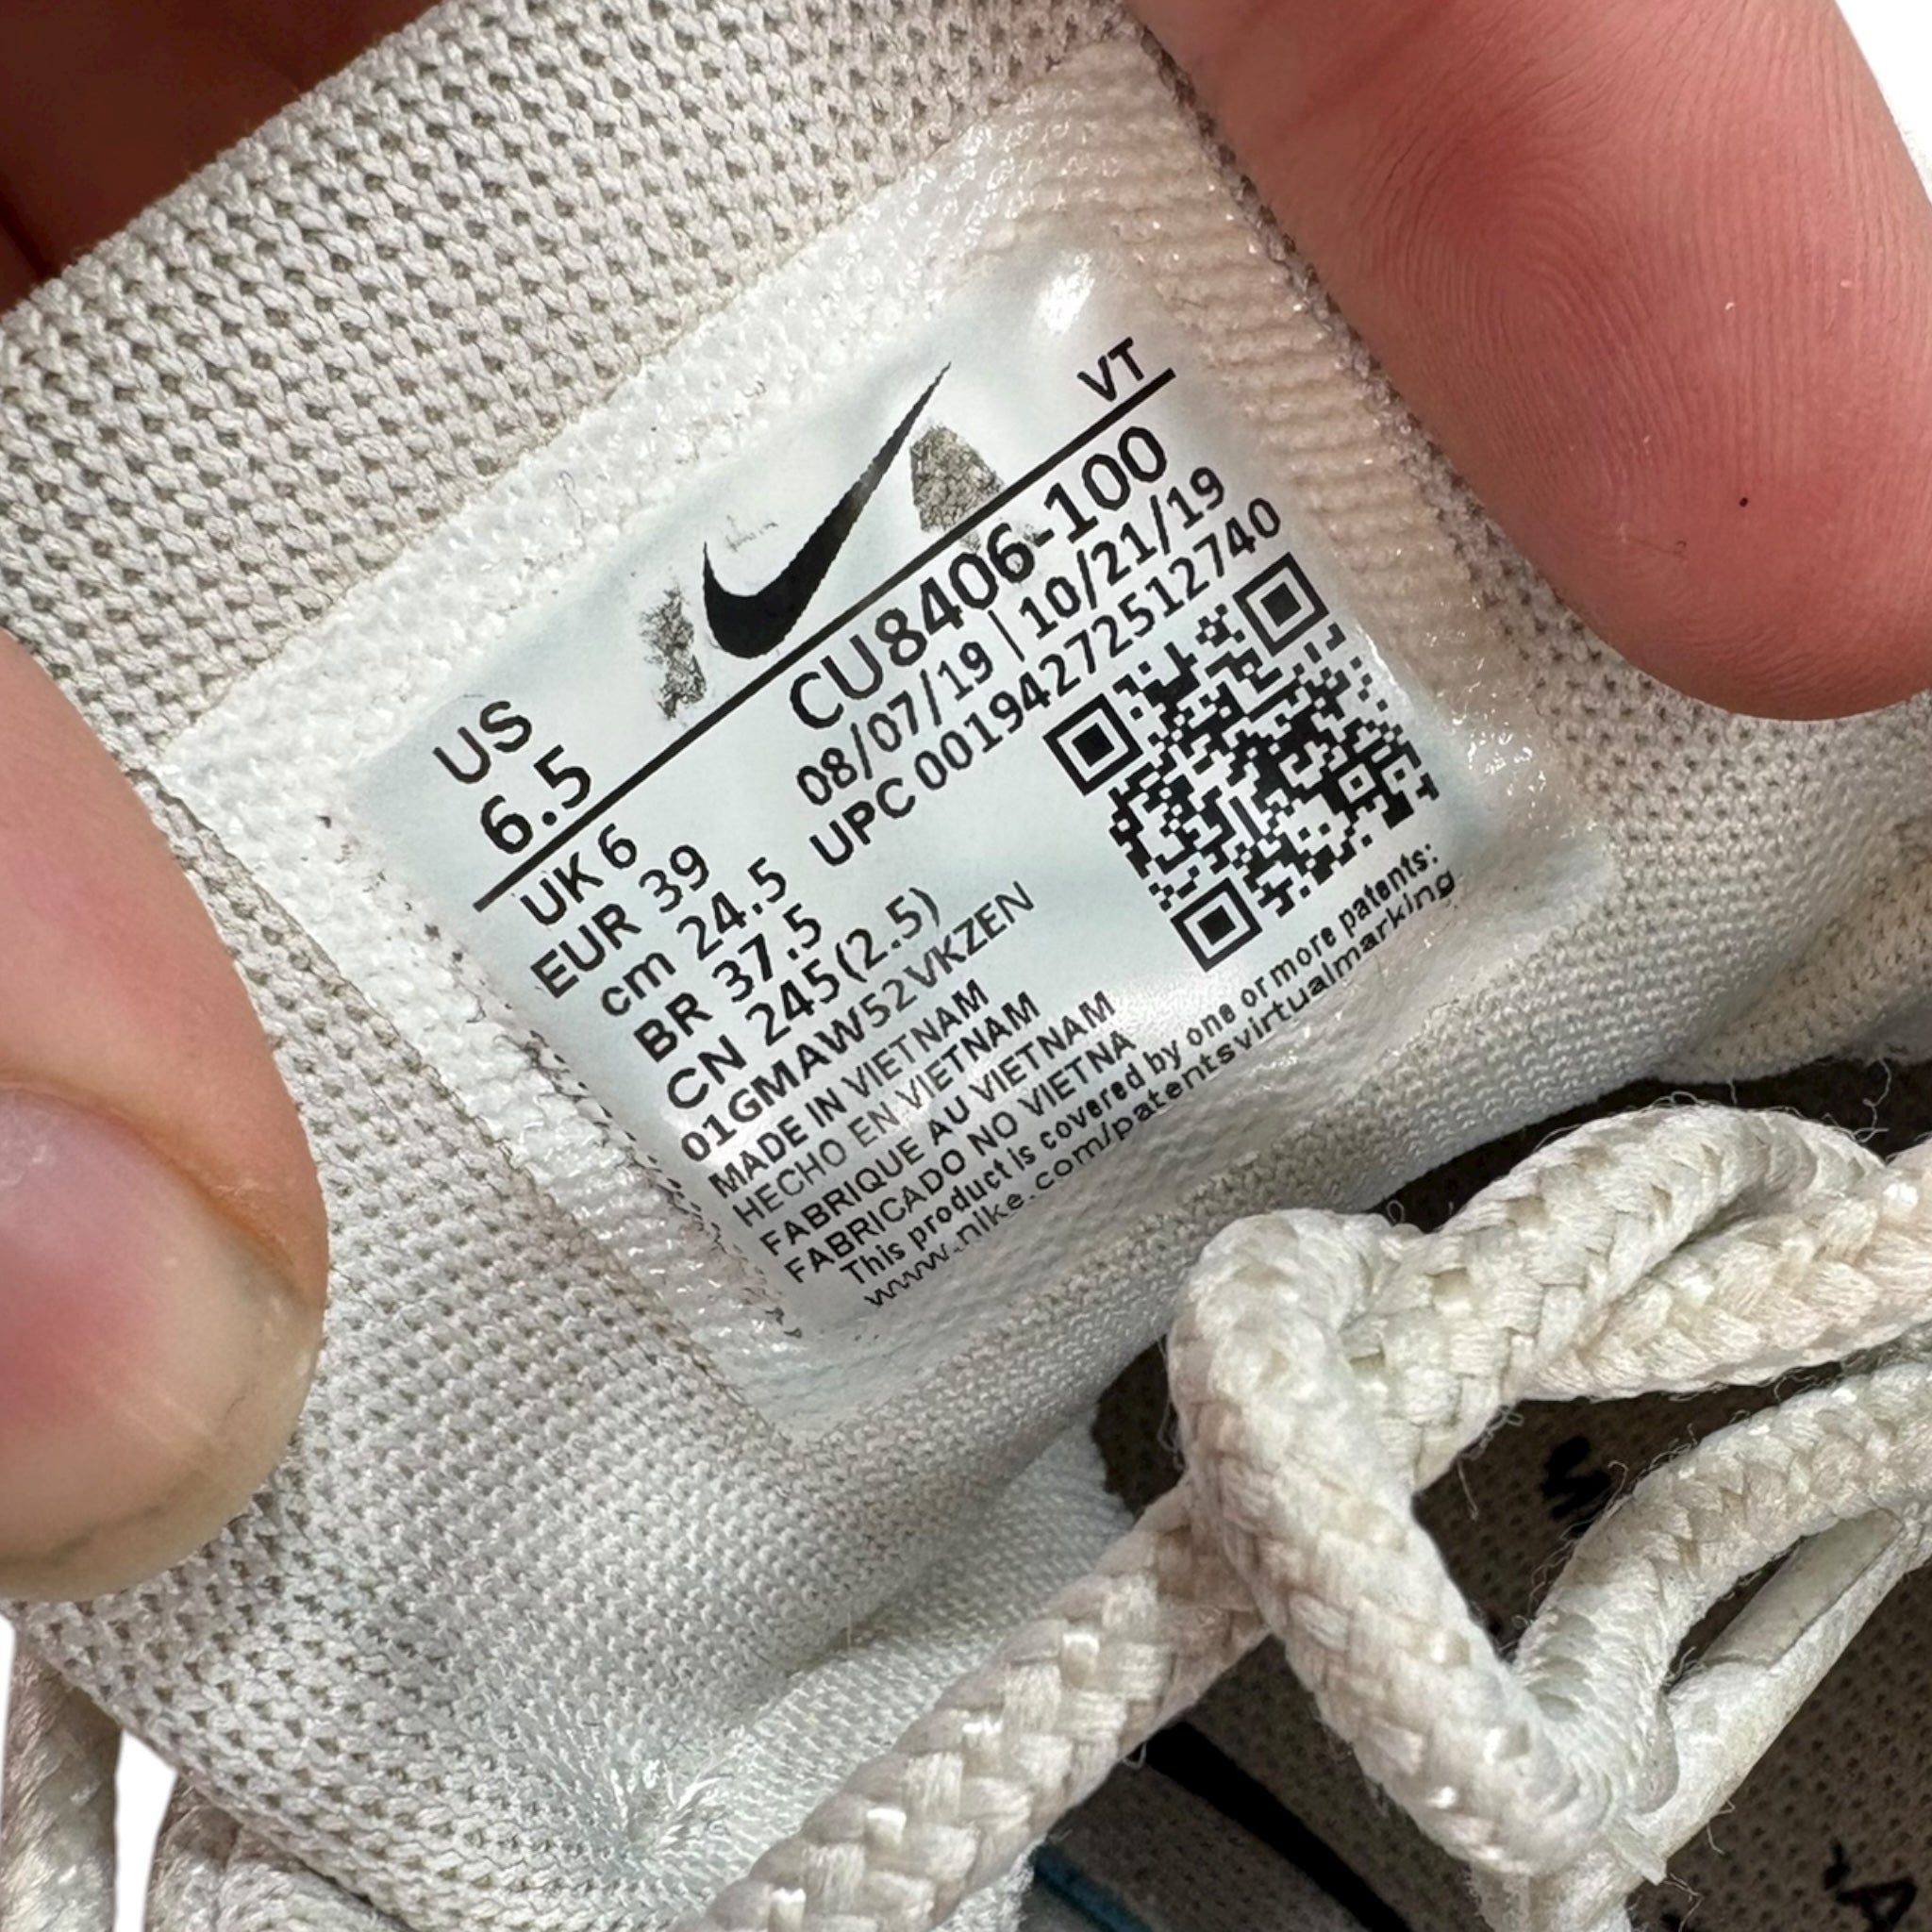 VT
US
6.5
CU8406-100
08/07/19 | 10/21/19
UPC 00194272512740
UK 6
EUR 39
cm 24.5
BR 37.5
CN 245(2.5)
01GMAW52VKZEN
MADE IN VIETNAM
HECHO EN VIETNAM
FABRIQUE AU VIETNAM
FABRICADO NO VIETNA
This product is covered by one or more patents:
www.nike.com/patentsvirtualmarking